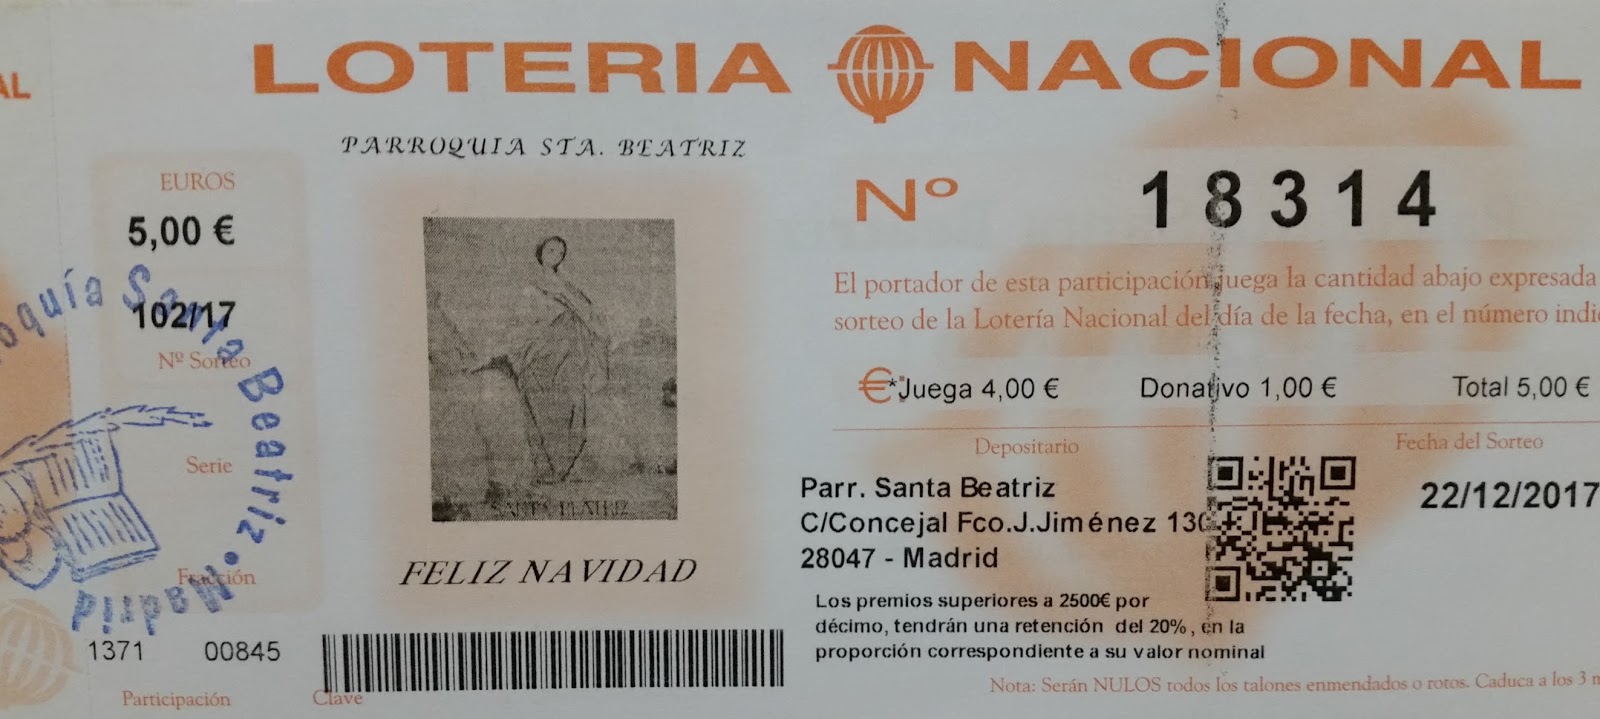 AL
LOTERIA NACIONAL
PARROQUIA STA. BEATRIZ
EUROS
5,00 €
102/17
Nº Sorteo
Serie
Fracción
1371 00845
Participación
Clave
Santa Beatriz. Madrid
SANTA BEATRIZ
FELIZ NAVIDAD
Nº 18314
El portador de esta participación juega la cantidad abajo expresada
sorteo de la Lotería Nacional del día de la fecha, en el número indic
€:
*Juega 4,00 € Donativo 1,00 € Total 5,00 €
Depositario
Fecha del Sorteo
Parr. Santa Beatriz
C/Concejal Fco.J.Jiménez 130
28047 - Madrid
22/12/2017
Los premios superiores a 2500€ por
décimo, tendrán una retención del 20%, en la
proporción correspondiente a su valor nominal
Nota: Serán NULOS todos los talones enmendados o rotos. Caduca a los 3 m